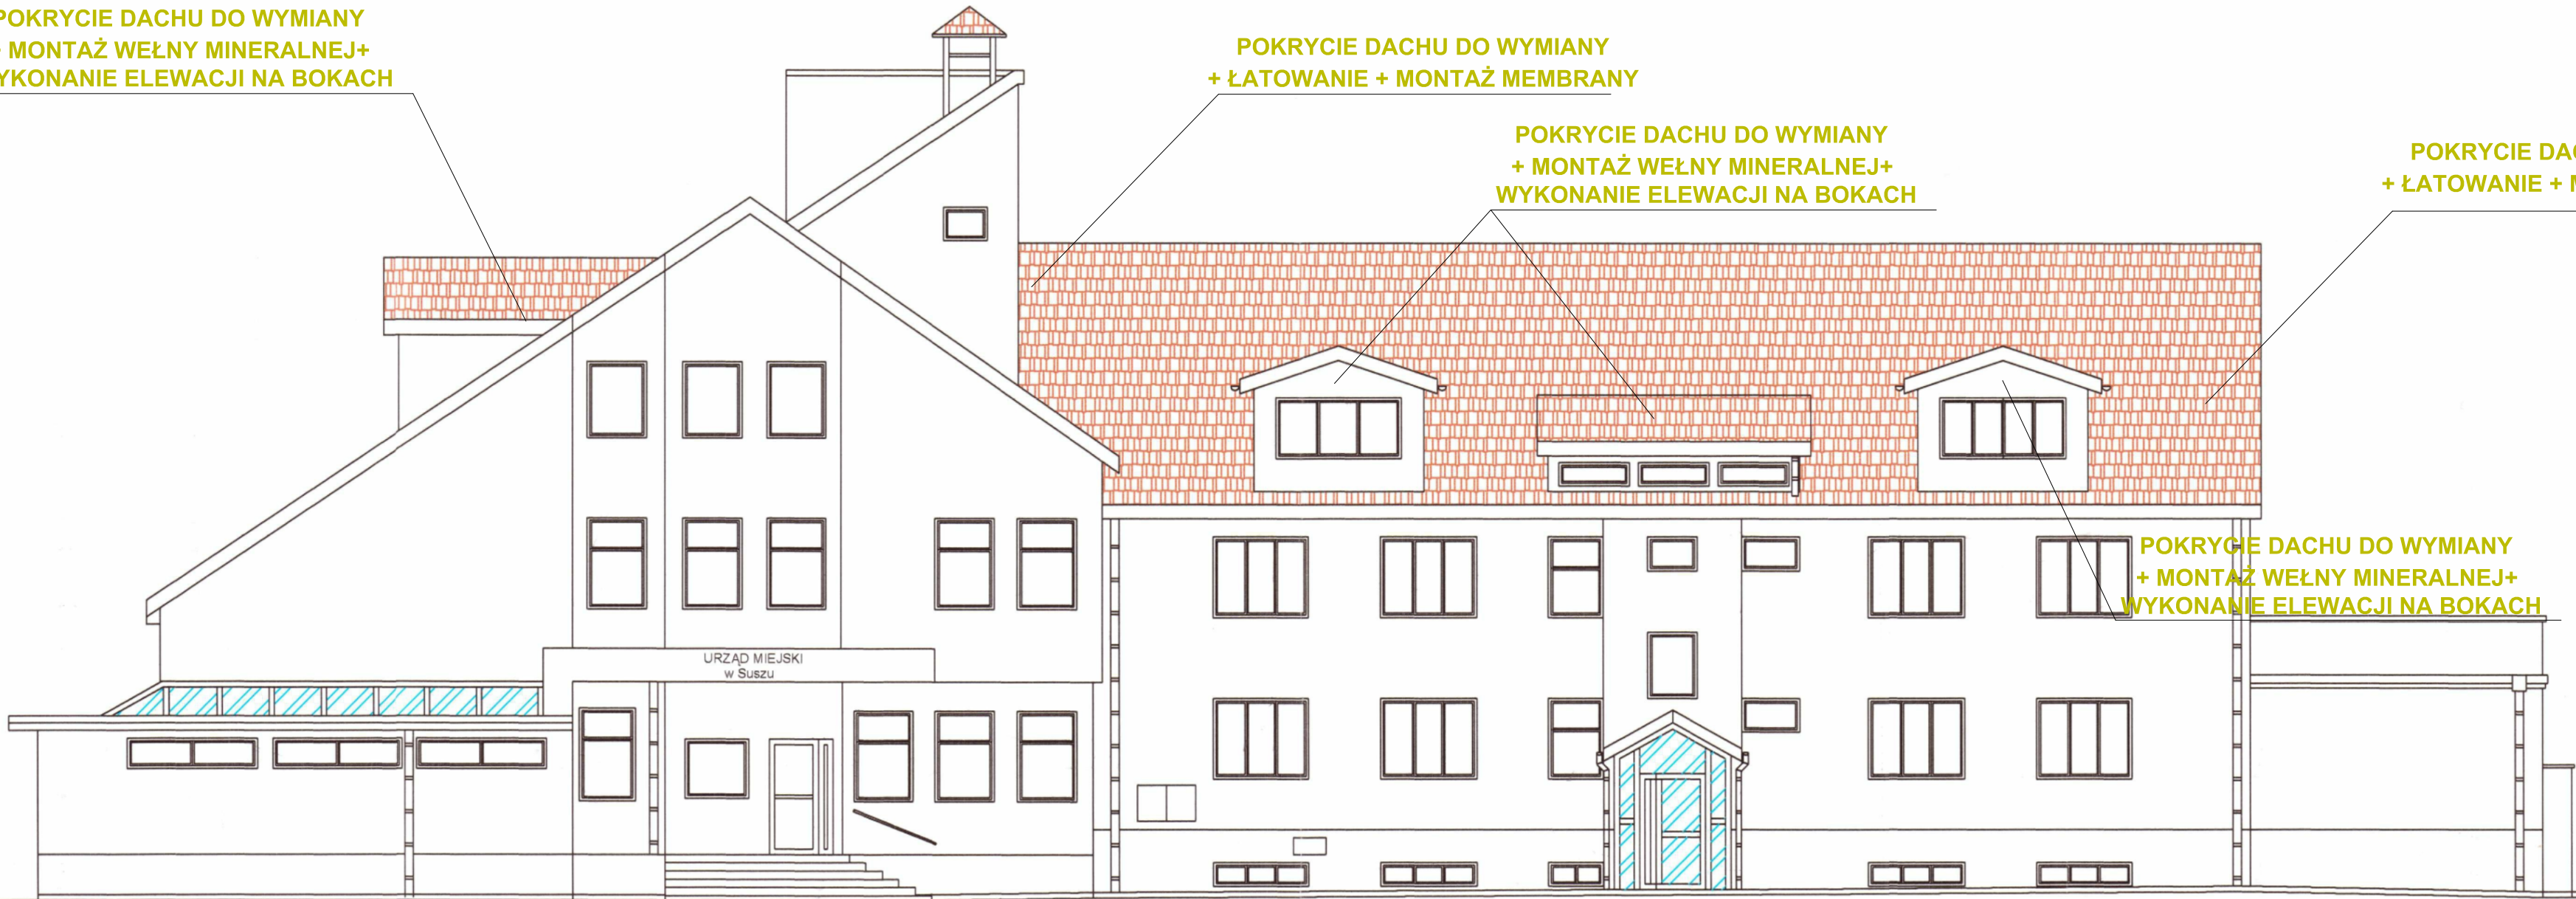 POKRYCIE DACHU DO WYMIANY
+ MONTAŻ WEŁNY MINERALNEJ+
WYKONANIE ELEWACJI NA BOKACH
POKRYCIE DACHU DO WYMIANY
+ ŁATOWANIE + MONTAŻ MEMBRANY
POKRYCIE DACHU DO WYMIANY
+ MONTAŻ WEŁNY MINERALNEJ+
WYKONANIE ELEWACJI NA BOKACH
POKRYCIE
+ ŁATOWANIE +
POKRYCIE DACHU DO WYMIANY
+ MONTAŻ WEŁNY MINERALNEJ+
WYKONANIE ELEWACJI NA BOKACH
URZĄD MIEJSKI
w Suszu